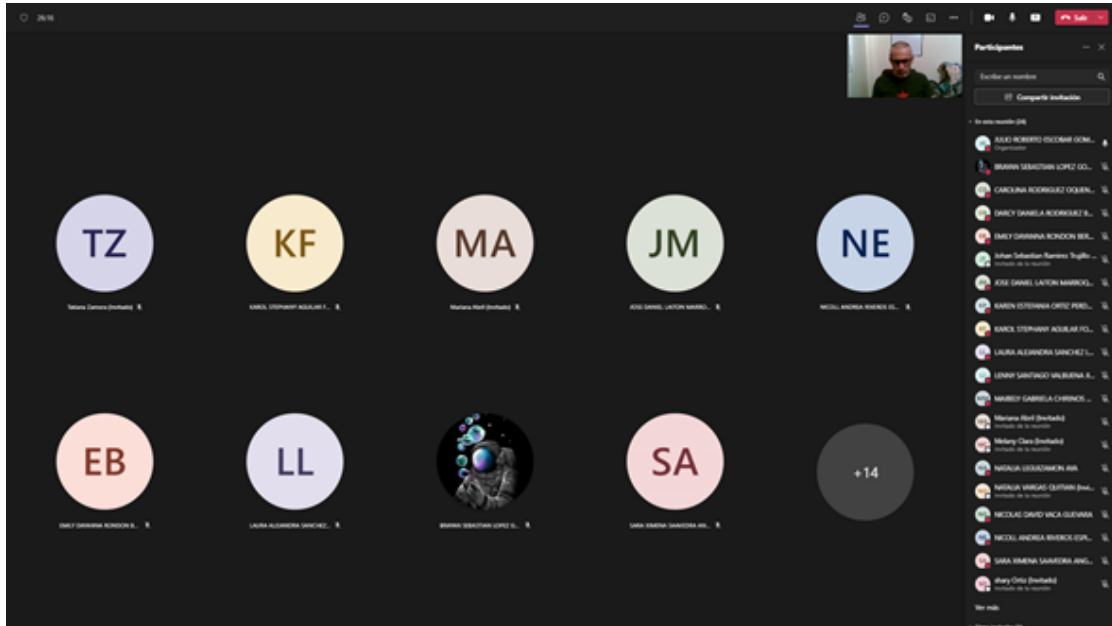 26:16
Salir
Participantes
Escribe un nombre
Compartir invitación
En esta reunión (24)
JULIO ROBERTO ESCOBAR GOM...
Organizador
BRAYAN SEBASTIAN LOPEZ GO...
CAROLINA RODRIGUEZ OQUEN...
DARCY DANIELA RODRIGUEZ B...
EMILY DAYANNA RONDON BER...
Johan Sebastian Ramirez Trujillo ...
Invitado de la reunión
JOSE DANIEL LAITON MARROQ...
KAREN ESTEFANIA ORTIZ PERD...
KAROL STEPHANY AGUILAR FO...
LAURA ALEJANDRA SANCHEZ L...
LENNY SANTIAGO VALBUENA A...
MAIBELY GABRIELA CHIRINOS ...
Mariana Abril (Invitado)
Invitado de la reunión
Melany Clara (Invitado)
Invitado de la reunión
NATALIA LEGUIZAMON AYA
NATALIA VARGAS QUITIAN (Invi...
Invitado de la reunión
NICOLAS DAVID VACA GUEVARA
NICOLL ANDREA RIVEROS ESPI...
SARA XIMENA SAAVEDRA ANG...
shary Ortiz (Invitado)
Invitado de la reunión
Ver más
TZ
KF
MA
JM
NE
Tatiana Zamora (Invitado)
KAROL STEPHANY AGUILAR F...
Mariana Abril (Invitado)
JOSE DANIEL LAITON MARRO...
NICOLL ANDREA RIVEROS ES...
EB
LL
SA
+14
EMILY DAYANNA RONDON B...
LAURA ALEJANDRA SANCHEZ...
BRAYAN SEBASTIAN LOPEZ G...
SARA XIMENA SAAVEDRA AN...